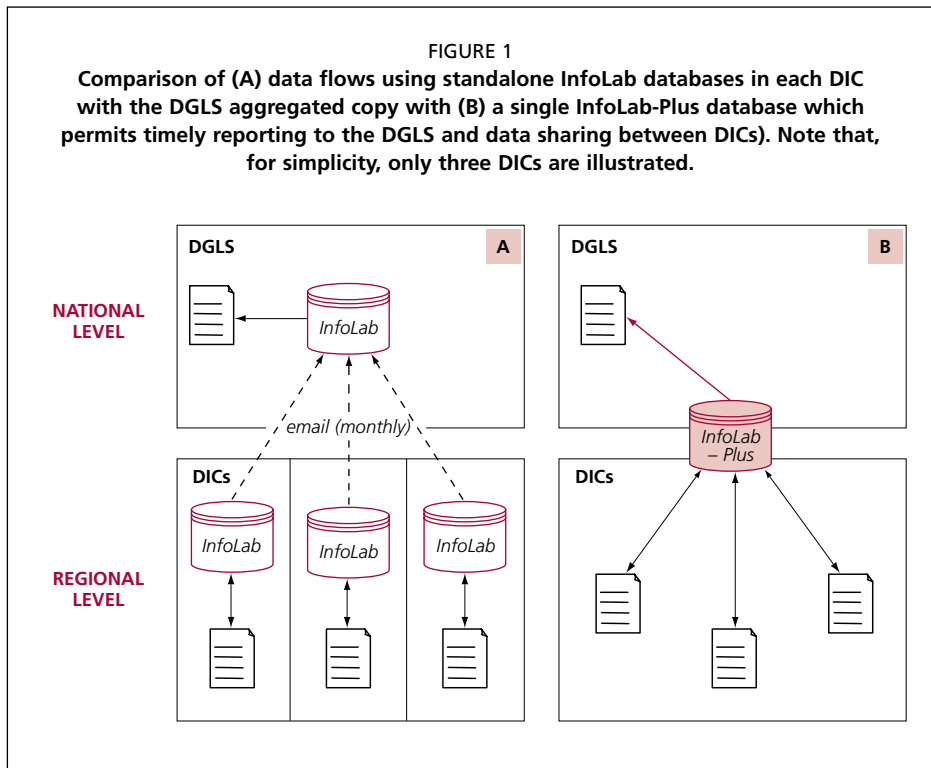 FIGURE 1
Comparison of (A) data flows using standalone InfoLab databases in each DIC
with the DGLS aggregated copy with (B) a single InfoLab-Plus database which
permits timely reporting to the DGLS and data sharing between DICs). Note that,
for simplicity, only three DICs are illustrated.
NATIONAL
LEVEL
DGLS
A
InfoLab
email (monthly)
DGLS
B
InfoLab
– Plus
REGIONAL
LEVEL
DICs
InfoLab
InfoLab
InfoLab
DICs